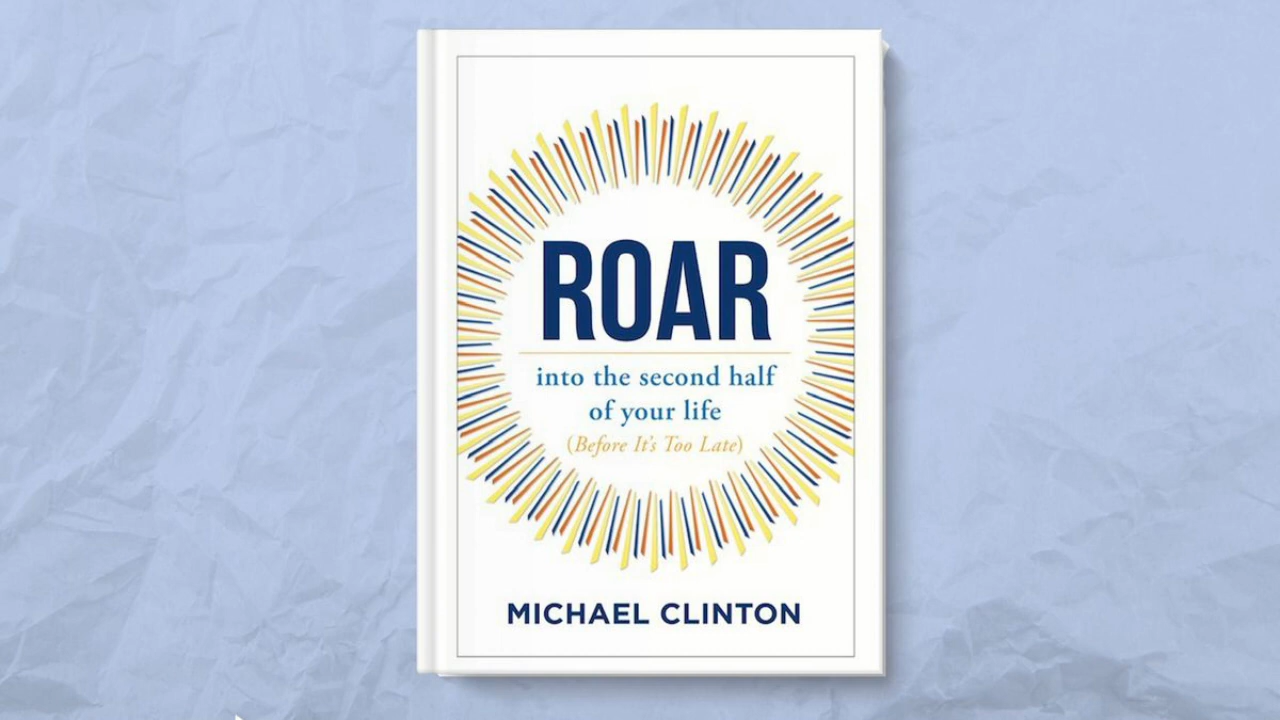 ROAR
into the second half
of your life
(Before It's Too Late)
MICHAEL CLINTON